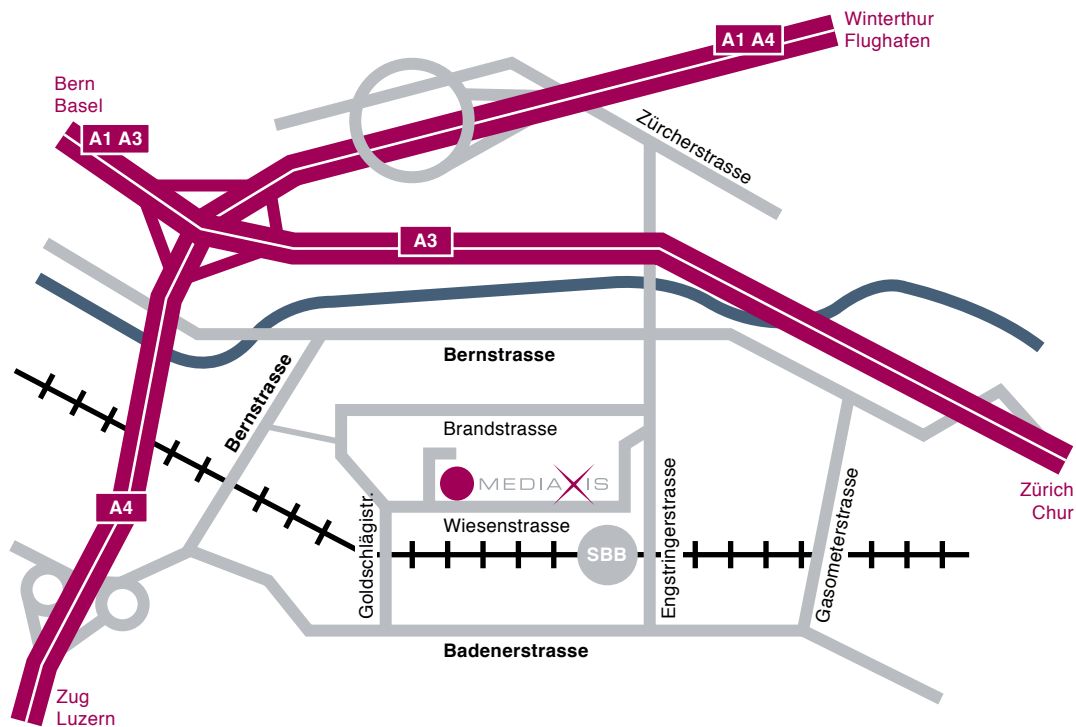 Winterthur
Flughafen
A1 A4
Bern
Basel
A1 A3
Zürcherstrasse
A3
Bernstrasse
Bernstrasse
Brandstrasse
MEDIAXIS
Zürich
Chur
A4
Wiesenstrasse
Goldschlägistr.
SBB
Engstringerstrasse
Gasometerstrasse
Badenerstrasse
Zug
Luzern